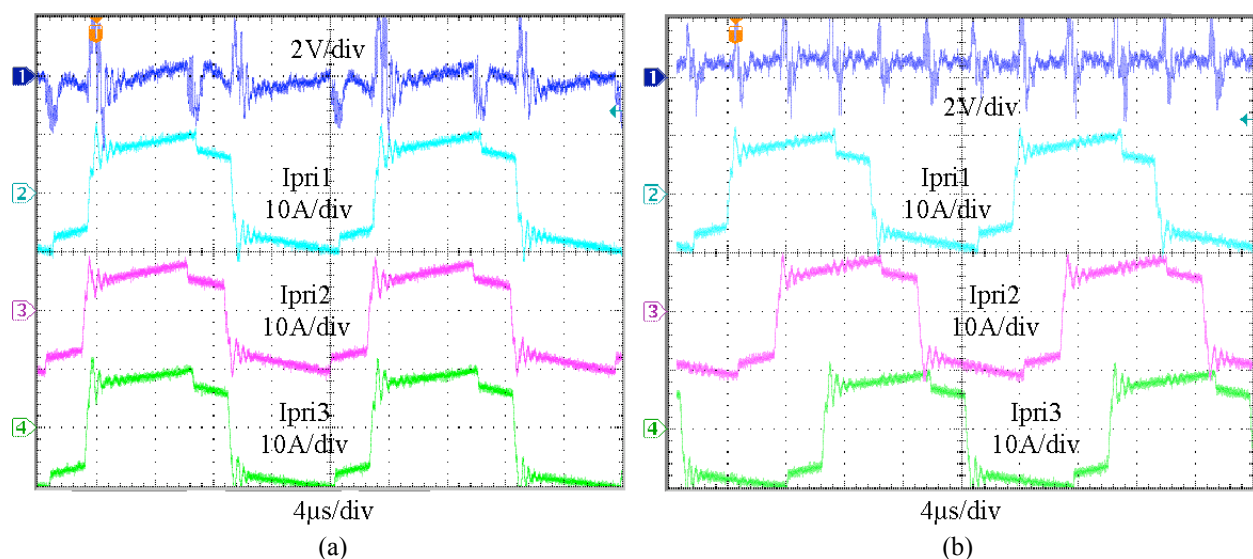 T
2V/div
1
Ipri1
10A/div
2
Ipri2
10A/div
3
Ipri3
10A/div
4
4μs/div
(a)
T
1
2V/div
Ipri1
10A/div
2
Ipri2
10A/div
3
Ipri3
10A/div
4
4μs/div
(b)